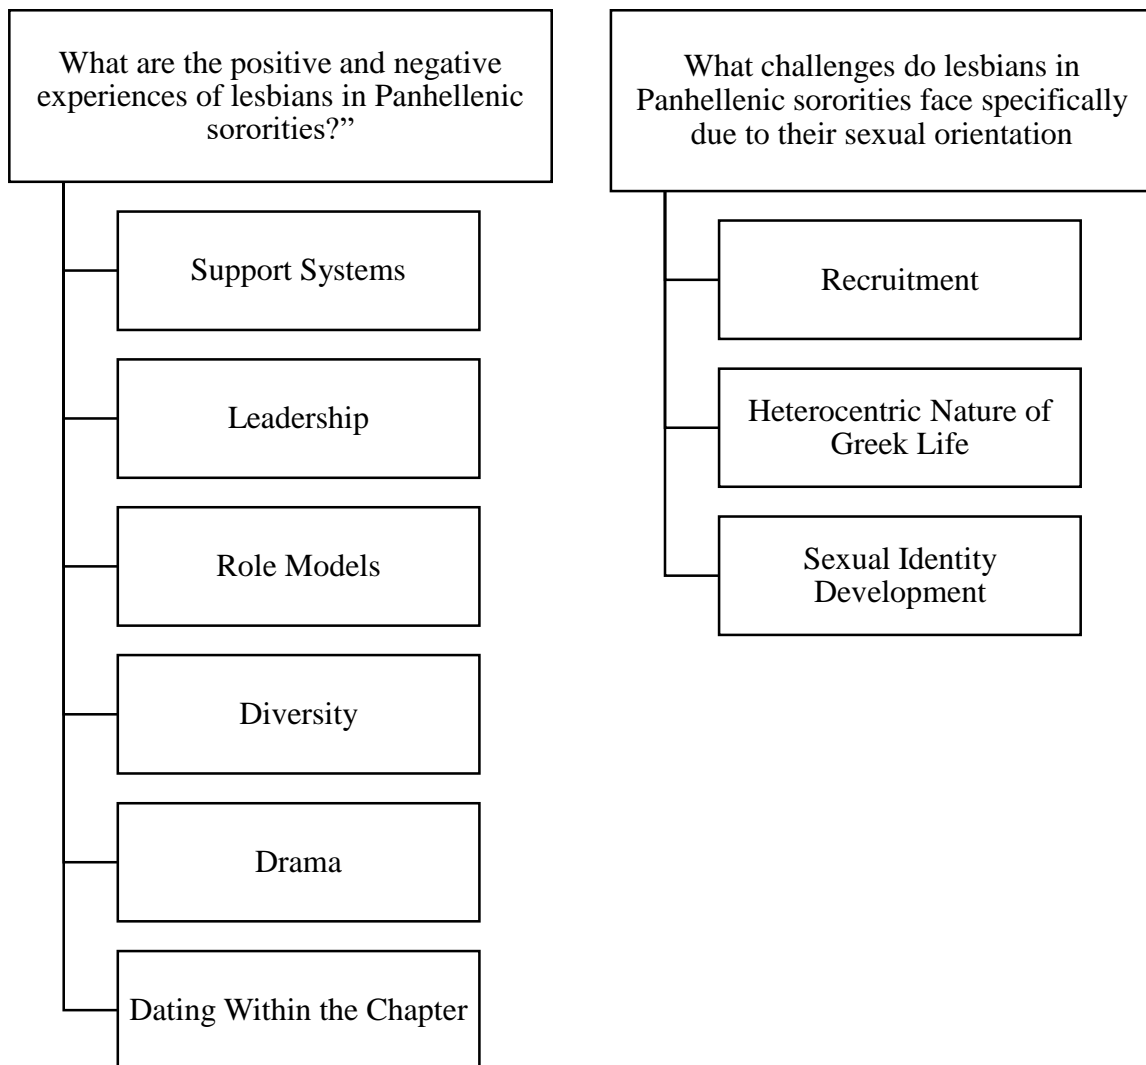 What are the positive and negative
experiences of lesbians in Panhellenic
sororities?”
Support Systems
Leadership
Role Models
Diversity
Drama
Dating Within the Chapter
What challenges do lesbians in
Panhellenic sororities face specifically
due to their sexual orientation
Recruitment
Heterocentric Nature of
Greek Life
Sexual Identity
Development